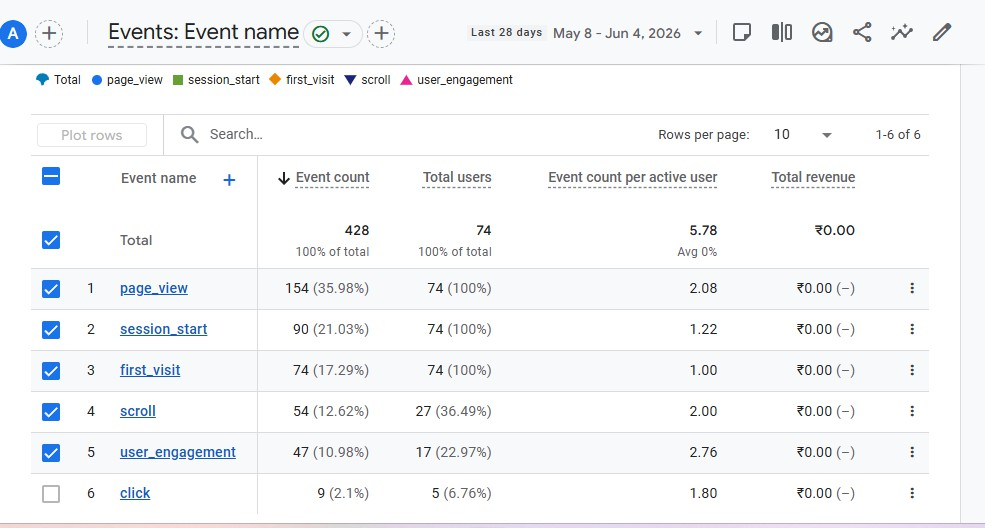 A
Events: Event name
Last 28 days May 8 - Jun 4, 2026
Total page_view session_start first_visit scroll user_engagement
Plot rows Search... Rows per page: 10 1-6 of 6
Event name + Event count Total users Event count per active user Total revenue
Total 428 74 5.78 ₹0.00
100% of total 100% of total Avg 0%
1 page_view 154 (35.98%) 74 (100%) 2.08 ₹0.00 (–)
2 session_start 90 (21.03%) 74 (100%) 1.22 ₹0.00 (–)
3 first_visit 74 (17.29%) 74 (100%) 1.00 ₹0.00 (–)
4 scroll 54 (12.62%) 27 (36.49%) 2.00 ₹0.00 (–)
5 user_engagement 47 (10.98%) 17 (22.97%) 2.76 ₹0.00 (–)
6 click 9 (2.1%) 5 (6.76%) 1.80 ₹0.00 (–)